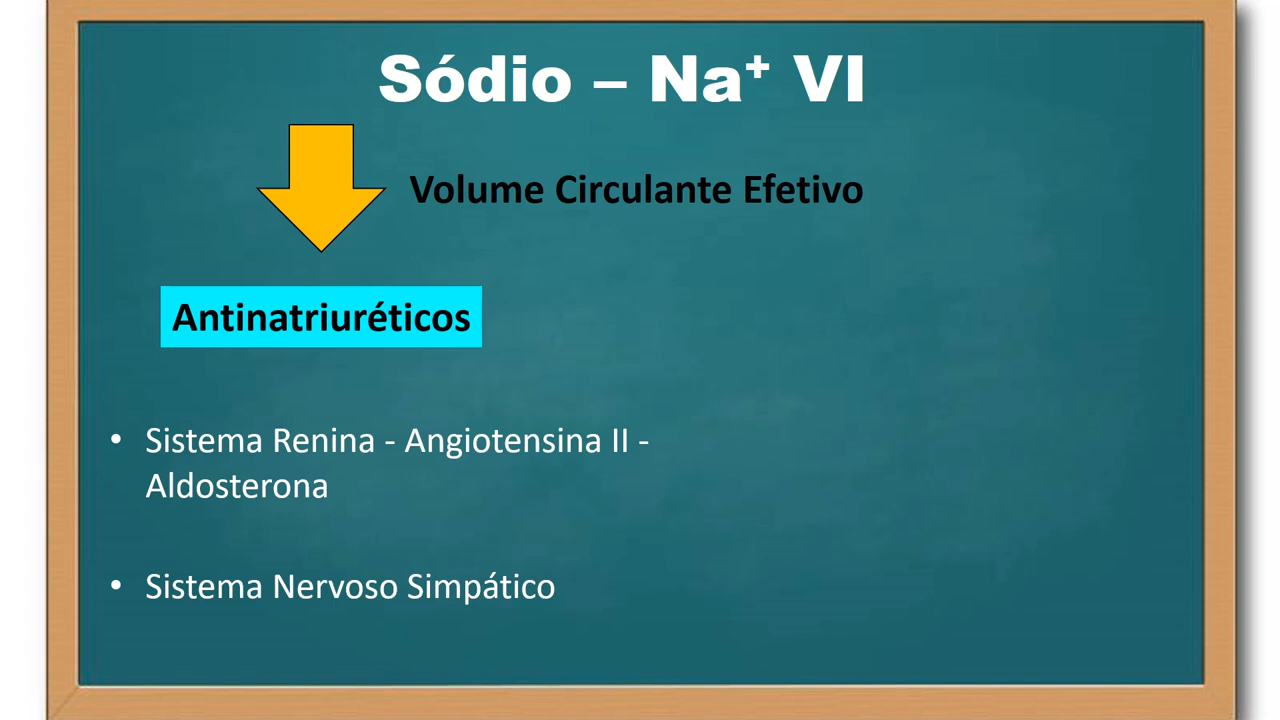 Sódio – Na⁺ VI
Volume Circulante Efetivo
Antinatriuréticos
• Sistema Renina - Angiotensina II -
Aldosterona
• Sistema Nervoso Simpático